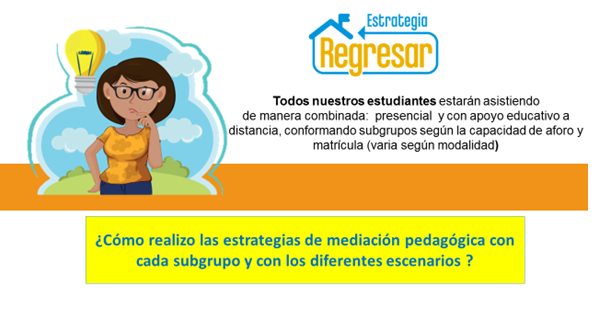 Estrategia
Regresar
Todos nuestros estudiantes estarán asistiendo
de manera combinada: presencial y con apoyo educativo a
distancia, conformando subgrupos según la capacidad de aforo y
matrícula (varia según modalidad)
¿Cómo realizo las estrategias de mediación pedagógica con
cada subgrupo y con los diferentes escenarios ?